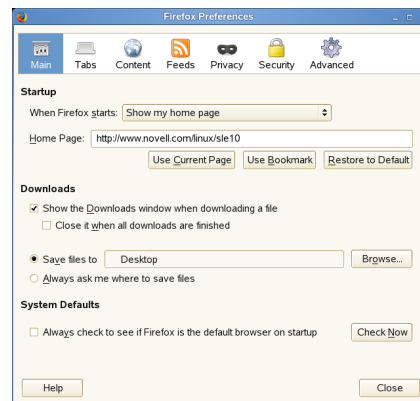 Firefox Preferences
Main Tabs Content Feeds Privacy Security Advanced
Startup
When Firefox starts: Show my home page
Home Page: http://www.novell.com/linux/sle10
Use Current Page Use Bookmark Restore to Default
Downloads
Show the Downloads window when downloading a file
Close it when all downloads are finished
Save files to Desktop Browse...
Always ask me where to save files
System Defaults
Always check to see if Firefox is the default browser on startup Check Now
Help Close